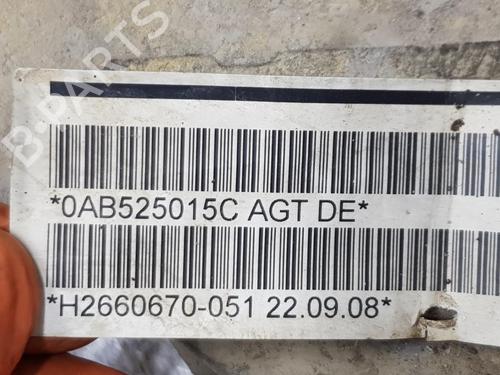 B-PARTS
*0AB525015C AGT DE*
*H2660670-051 22.09.08*